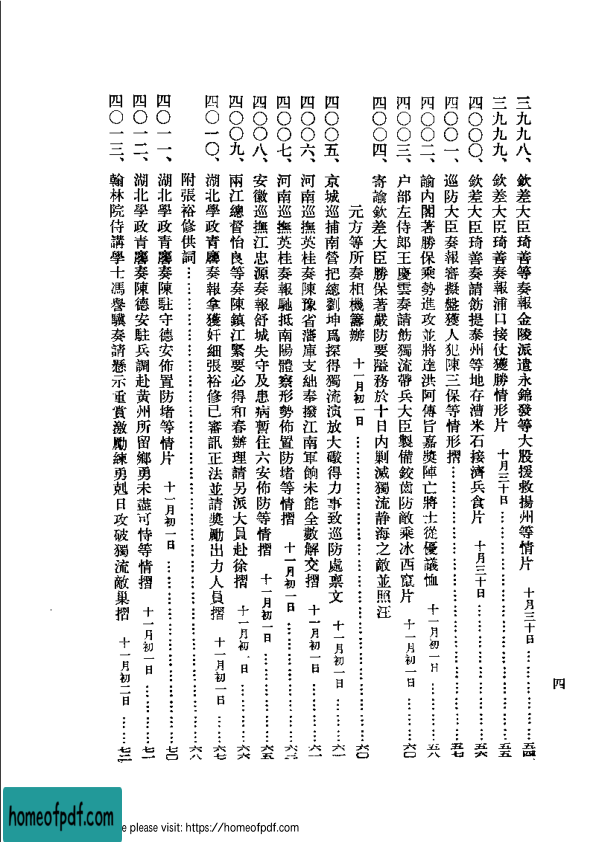 三九九八、欽差大臣琦善等奏報金陵派遣永錦發等大股援救揚州等情片 十月三十日……………五四
三九九九、欽差大臣琦善奏報浦口接仗獲勝情形片 十月三十日……………五五
四〇〇〇、欽差大臣琦善奏請飭提泰州等地存漕米石接濟兵食片 十月三十日……………五六
四〇〇一、巡防大臣奏報審擬盤獲人犯陳三保等情形摺……………五七
四〇〇二、諭內閣著勝保乘勢進攻並將達洪阿傳旨嘉獎陣亡將士從優議恤 十一月初一日……………五八
四〇〇三、户部左侍郎王慶雲奏請飭獨流帶兵大臣製備鉸齒防敵乘冰西竄片 十一月初一日……………六〇
四〇〇四、寄諭欽差大臣勝保著嚴防要隘務於十日內剿滅獨流静海之敵並照汪
元方等所奏相機籌辦 十一月初一日……………六〇
四〇〇五、京城巡捕南營把總劉坤爲探得獨流演放大礮得力事致巡防處禀文 十一月初一日……………六一
四〇〇六、河南巡撫英桂奏陳豫省藩庫支絀奉撥江南軍餉未能全數解交摺 十一月初一日……………六一
四〇〇七、河南巡撫英桂奏報馳抵南陽體察形勢佈置防堵等情摺 十一月初一日……………六二
四〇〇八、安徽巡撫江忠源奏報舒城失守及患病暫住六安佈防等情摺 十一月初一日……………六五
四〇〇九、兩江總督怡良等奏陳鎮江緊要必得和春辦理請另派大員赴徐摺 十一月初一日……………六六
四〇一〇、湖北學政青麐奏報拿獲奸細張裕修已審訊正法並請獎勵出力人員摺 十一月初一日……………六七
附張裕修供詞……………六八
四〇一一、湖北學政青麐奏陳駐守德安佈置防堵等情片 十一月初一日……………七〇
四〇一二、湖北學政青麐奏陳德安駐兵調赴黃州所留鄉勇未盡可恃等情摺 十一月初一日……………七一
四〇一三、翰林院侍講學士馮譽驥奏請懸示重賞激勵練勇剋日攻破獨流敵巢摺 十一月初二日……………七三
四
homeofpdf.com
e please visit: https://homeofpdf.com